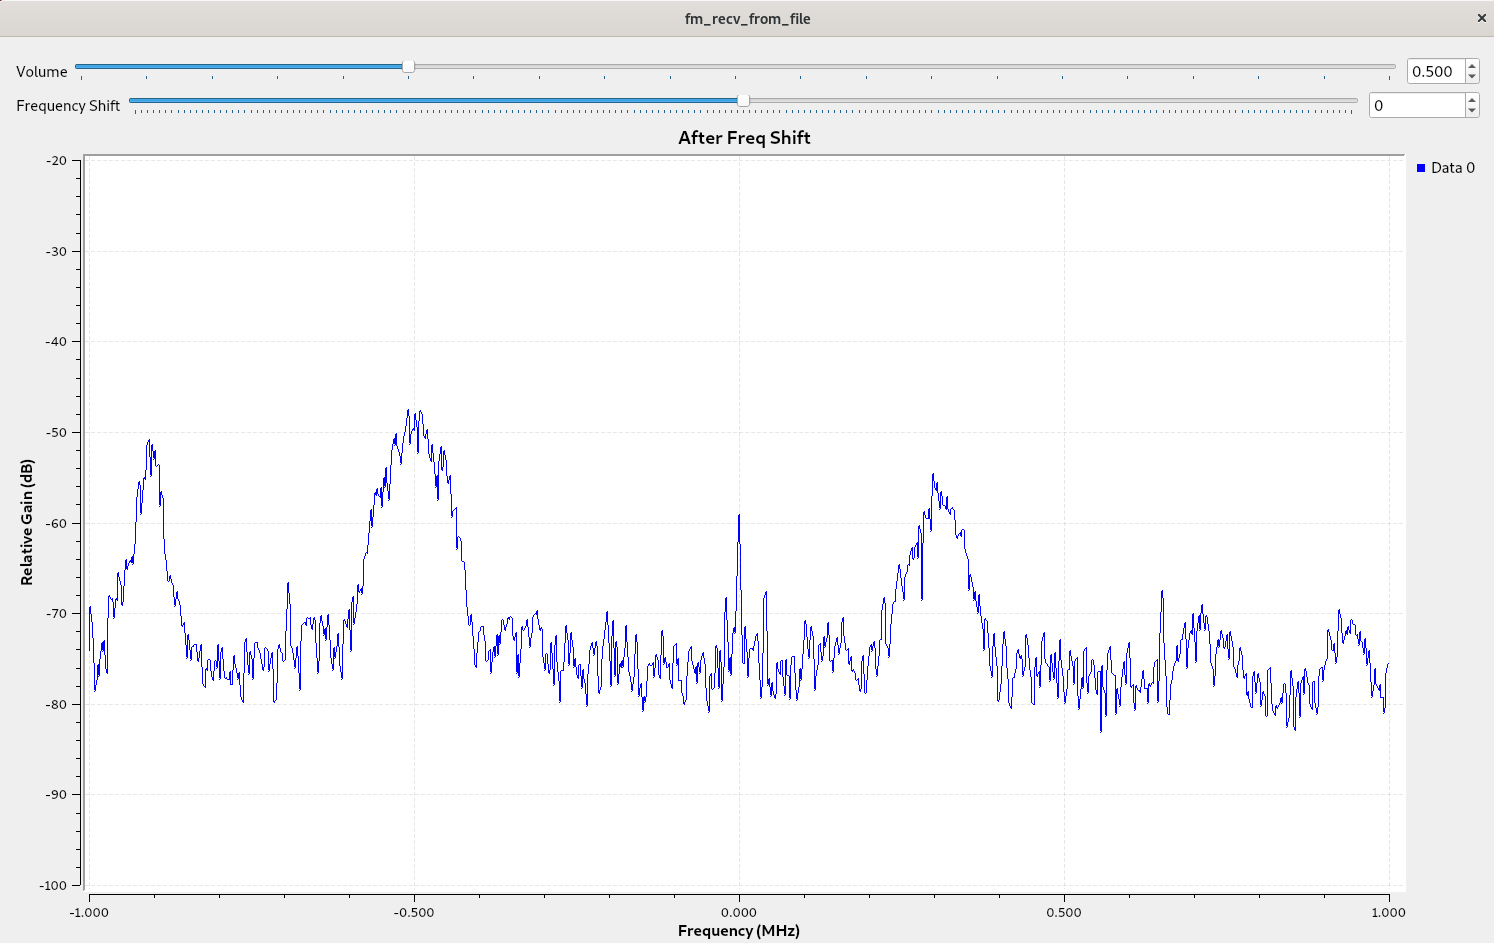 fm_recv_from_file
Volume 0.500
Frequency Shift 0
After Freq Shift
Data 0
Relative Gain (dB)
-20
-30
-40
-50
-60
-70
-80
-90
-100
-1.000 -0.500 0.000 0.500 1.000
Frequency (MHz)